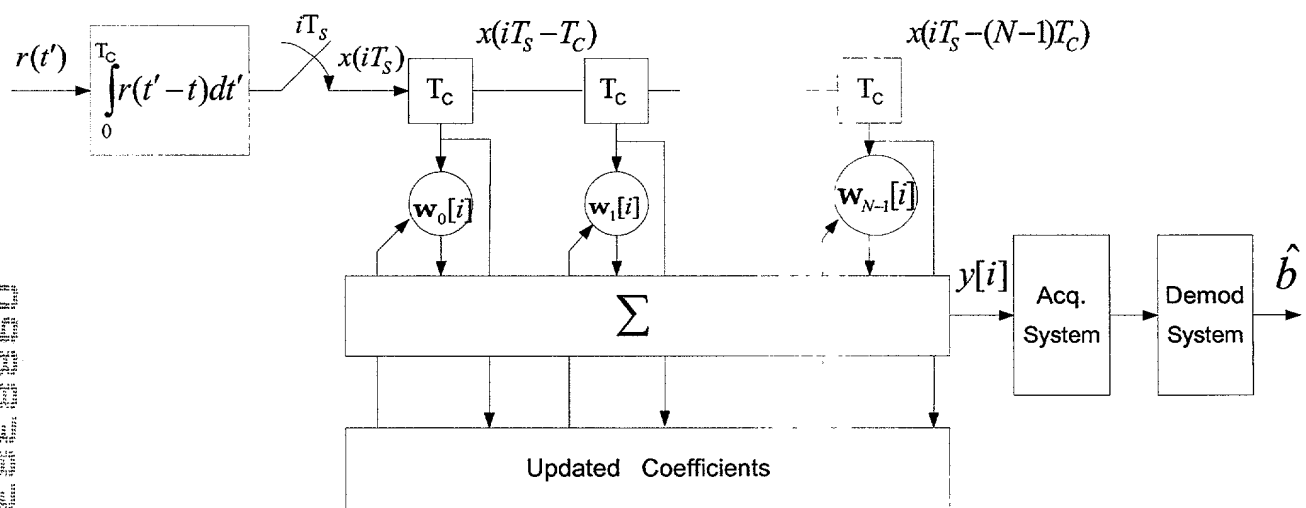 r(t′)
T_C
∫ r(t′−t)dt′
0
iT_S
x(iT_S)
x(iT_S−T_C)
x(iT_S−(N−1)T_C)
T_C
T_C
T_C
w_0[i]
w_1[i]
w_{N−1}[i]
Σ
y[i]
Acq.
System
Demod
System
b̂
Updated Coefficients